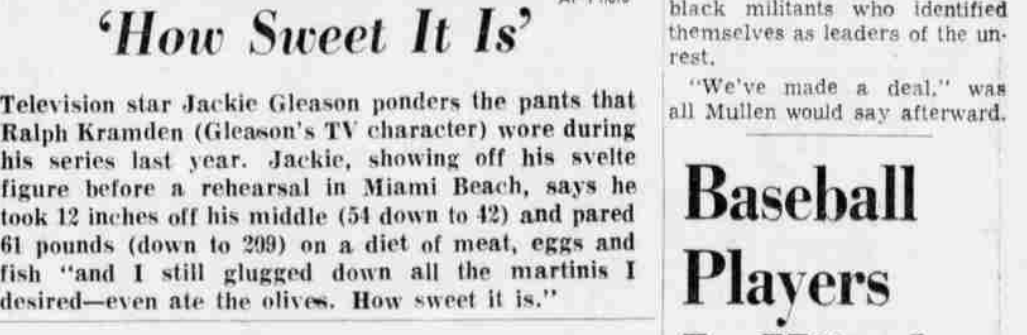 'How Sweet It Is'
Television star Jackie Gleason ponders the pants that
Ralph Kramden (Gleason's TV character) wore during
his series last year. Jackie, showing off his svelte
figure before a rehearsal in Miami Beach, says he
took 12 inches off his middle (54 down to 42) and pared
61 pounds (down to 209) on a diet of meat, eggs and
fish "and I still glugged down all the martinis I
desired—even ate the olives. How sweet it is."
black militants who identified
themselves as leaders of the un-
rest.
"We've made a deal," was
all Mullen would say afterward.
Baseball
Players